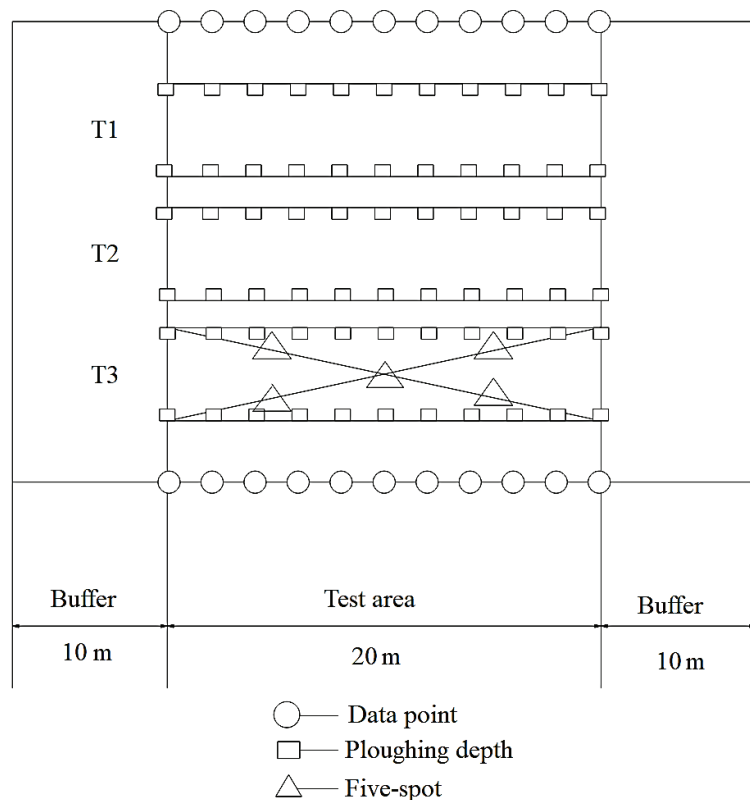 T1
T2
T3
Buffer
Test area
Buffer
10 m
20 m
10 m
Data point
Ploughing depth
Five-spot